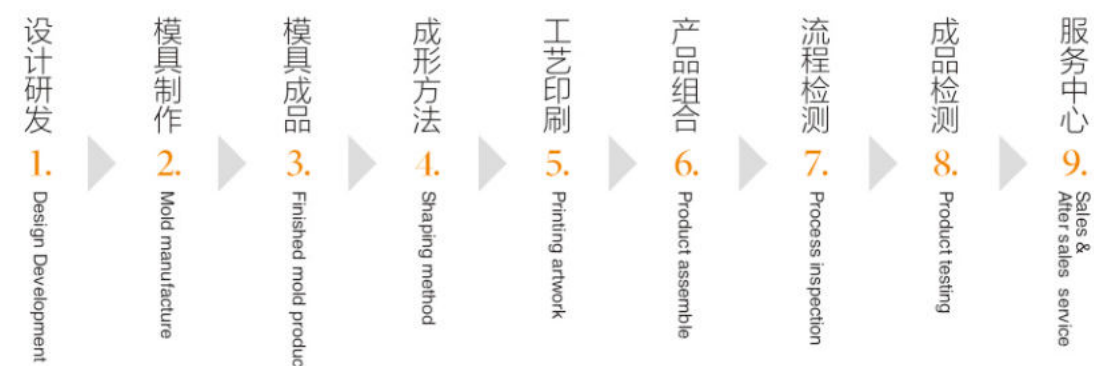 设计研发
1.
Design Development
模具制作
2.
Mold manufacture
模具成品
3.
Finished mold produc
成形方法
4.
Shaping method
工艺印刷
5.
Printing artwork
产品组合
6.
Product assemble
流程检测
7.
Process inspection
成品检测
8.
Product testing
服务中心
9.
Sales &
After sales service